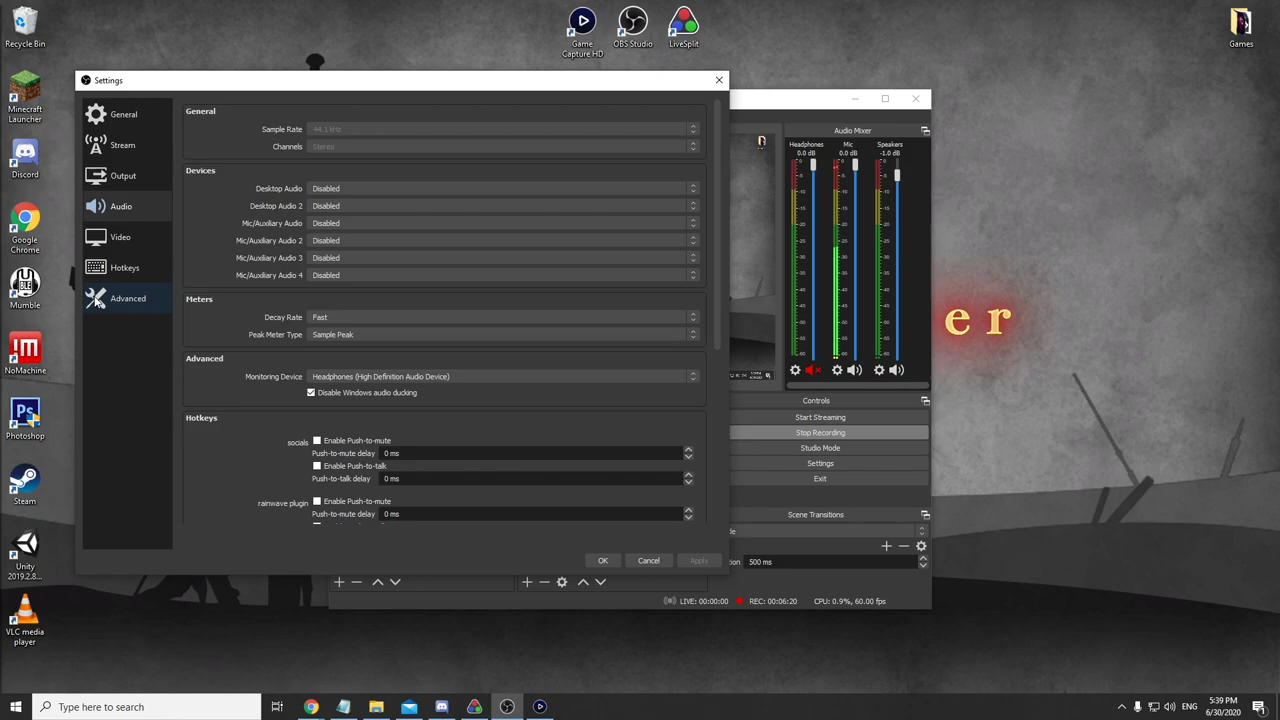 Recycle Bin
Minecraft
Launcher
Discord
Google
Chrome
Mumble
NoMachine
Photoshop
Steam
Unity
2019.2.8...
VLC media
player
Game
Capture HD
OBS Studio
LiveSplit
Games
Settings
General
Stream
Output
Audio
Video
Hotkeys
Advanced
General
Sample Rate 44.1 kHz
Channels Stereo
Devices
Desktop Audio Disabled
Desktop Audio 2 Disabled
Mic/Auxiliary Audio Disabled
Mic/Auxiliary Audio 2 Disabled
Mic/Auxiliary Audio 3 Disabled
Mic/Auxiliary Audio 4 Disabled
Meters
Decay Rate Fast
Peak Meter Type Sample Peak
Advanced
Monitoring Device Headphones (High Definition Audio Device)
Disable Windows audio ducking
Hotkeys
socials Enable Push-to-mute
Push-to-mute delay 0 ms
Enable Push-to-talk
Push-to-talk delay 0 ms
rainwave plugin Enable Push-to-mute
Push-to-mute delay 0 ms
OK Cancel Apply
Audio Mixer
Headphones Mic Speakers
0.0 dB 0.0 dB -1.0 dB
Controls
Start Streaming
Stop Recording
Studio Mode
Settings
Exit
Scene Transitions
500 ms
LIVE: 00:00:00 REC: 00:06:20 CPU: 0.9%, 60.00 fps
e r
Type here to search
ENG
5:39 PM
6/30/2020